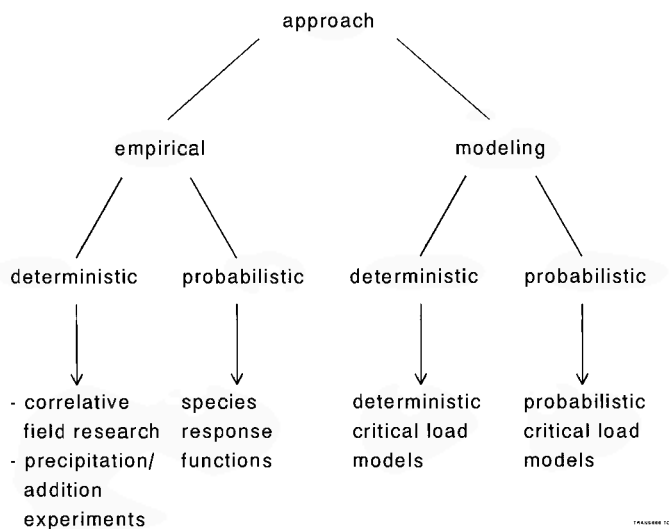 approach
empirical
modeling
deterministic
probabilistic
deterministic
probabilistic
- correlative
field research
- precipitation/
addition
experiments
species
response
functions
deterministic
critical load
models
probabilistic
critical load
models